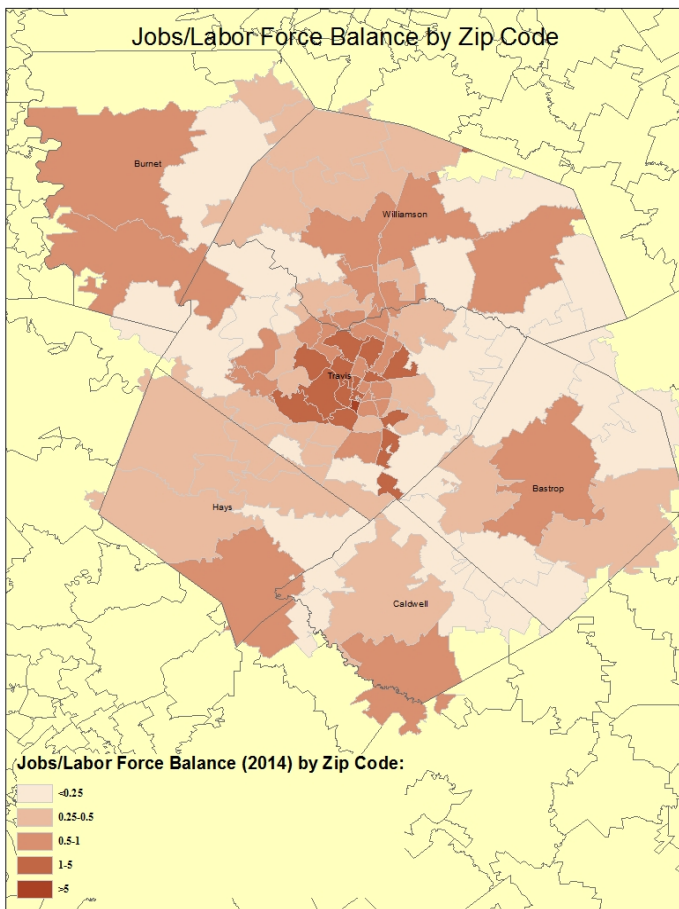 Jobs/Labor Force Balance by Zip Code
Burnet
Williamson
Travis
Bastrop
Hays
Caldwell
Jobs/Labor Force Balance (2014) by Zip Code:
<0.25
0.25-0.5
0.5-1
1-5
>5